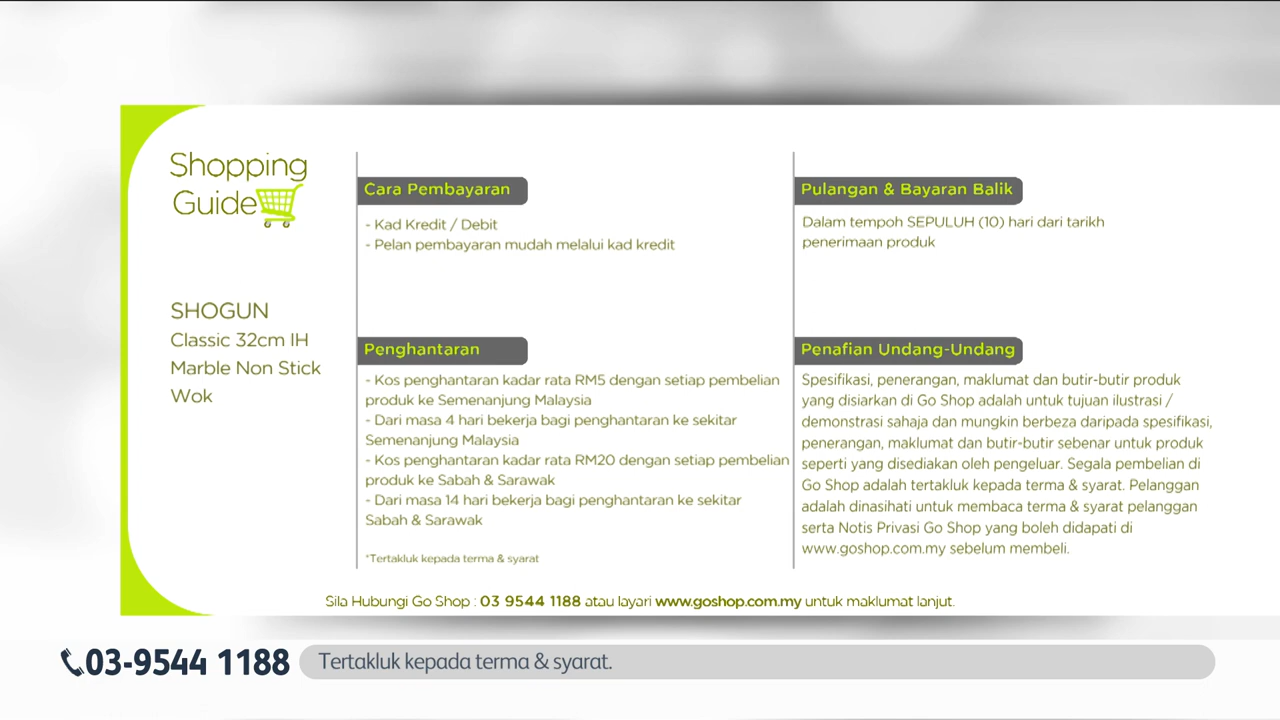 Shopping
Guide
SHOGUN
Classic 32cm IH
Marble Non Stick
Wok
Cara Pembayaran
- Kad Kredit / Debit
- Pelan pembayaran mudah melalui kad kredit
Pulangan & Bayaran Balik
Dalam tempoh SEPULUH (10) hari dari tarikh
penerimaan produk
Penghantaran
- Kos penghantaran kadar rata RM5 dengan setiap pembelian
produk ke Semenanjung Malaysia
- Dari masa 4 hari bekerja bagi penghantaran ke sekitar
Semenanjung Malaysia
- Kos penghantaran kadar rata RM20 dengan setiap pembelian
produk ke Sabah & Sarawak
- Dari masa 14 hari bekerja bagi penghantaran ke sekitar
Sabah & Sarawak
*Tertakluk kepada terma & syarat
Penafian Undang-Undang
Spesifikasi, penerangan, maklumat dan butir-butir produk
yang disiarkan di Go Shop adalah untuk tujuan ilustrasi /
demonstrasi sahaja dan mungkin berbeza daripada spesifikasi,
penerangan, maklumat dan butir-butir sebenar untuk produk
seperti yang disediakan oleh pengeluar. Segala pembelian di
Go Shop adalah tertakluk kepada terma & syarat. Pelanggan
adalah dinasihati untuk membaca terma & syarat pelanggan
serta Notis Privasi Go Shop yang boleh didapati di
www.goshop.com.my sebelum membeli.
Sila Hubungi Go Shop : 03 9544 1188 atau layari www.goshop.com.my untuk maklumat lanjut.
03-9544 1188 Tertakluk kepada terma & syarat.